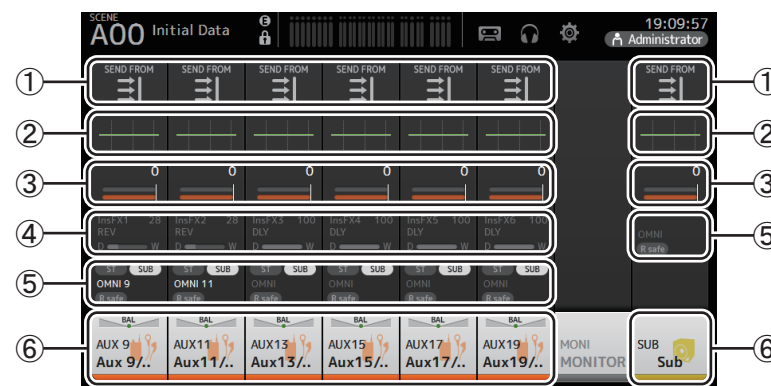 SCENE
A00 Initial Data E 19:09:57
Administrator
① SEND FROM SEND FROM SEND FROM SEND FROM SEND FROM SEND FROM SEND FROM ①
② ②
③ 0 0 0 0 0 0 0 ③
④ InsFX1 28 InsFX2 28 InsFX3 100 InsFX4 100 InsFX5 100 InsFX6 100
REV REV DLY DLY DLY DLY OMNI ⑤
D W D W D W D W D W D W R safe
⑤ ST SUB ST SUB ST SUB ST SUB ST SUB ST SUB
OMNI 9 OMNI 11 OMNI OMNI OMNI OMNI
R safe R safe R safe R safe R safe R safe
BAL BAL BAL BAL BAL BAL
⑥ AUX 9 AUX11 AUX13 AUX15 AUX17 AUX19 MONI SUB ⑥
Aux 9/.. Aux11/.. Aux13/.. Aux15/.. Aux17/.. Aux19/.. MONITOR Sub